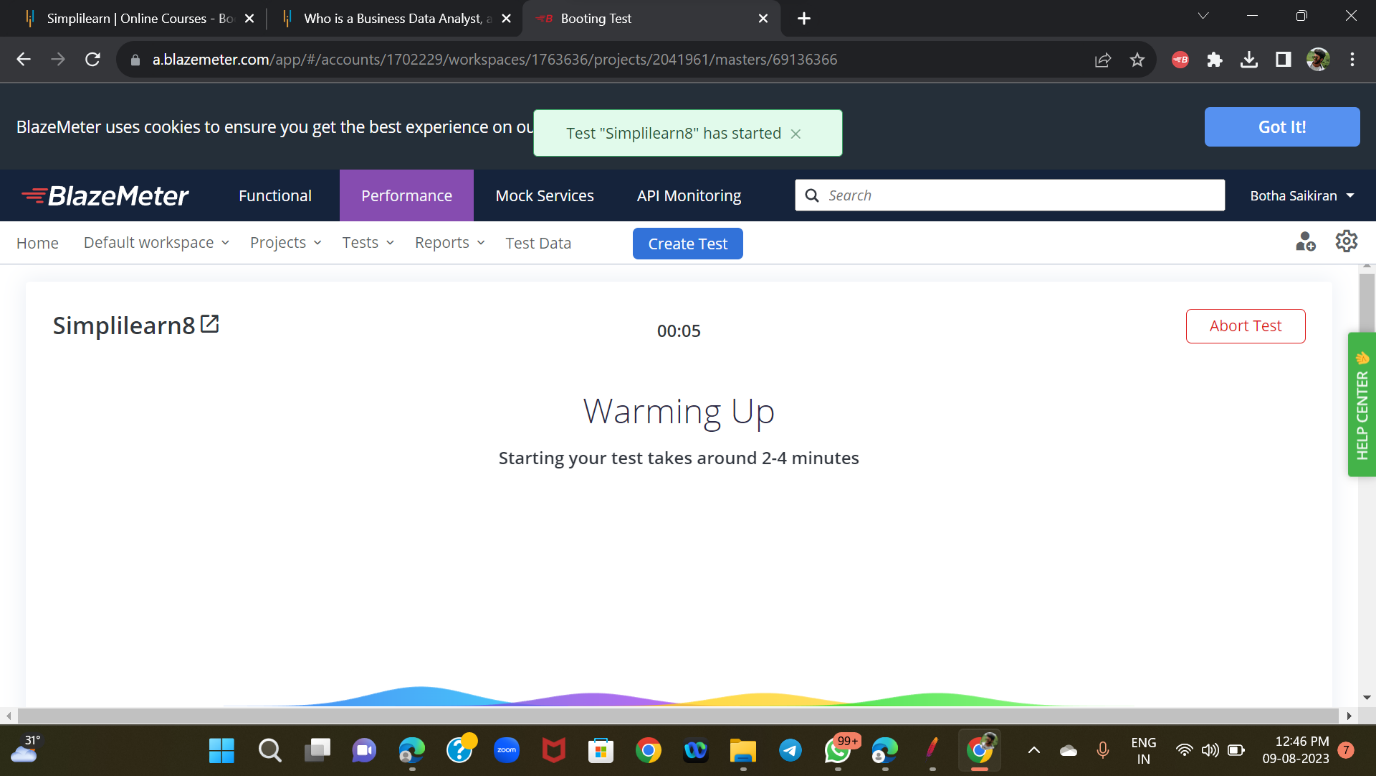 Simplilearn | Online Courses - Bo
Who is a Business Data Analyst, a
Booting Test
a.blazemeter.com/app/#/accounts/1702229/workspaces/1763636/projects/2041961/masters/69136366
BlazeMeter uses cookies to ensure you get the best experience on ou
Test "Simplilearn8" has started
Got It!
BlazeMeter
Functional
Performance
Mock Services
API Monitoring
Search
Botha Saikiran
Home
Default workspace
Projects
Tests
Reports
Test Data
Create Test
Simplilearn8
00:05
Abort Test
Warming Up
Starting your test takes around 2-4 minutes
HELP CENTER
31°
zoom
99+
ENG
IN
12:46 PM
09-08-2023
7